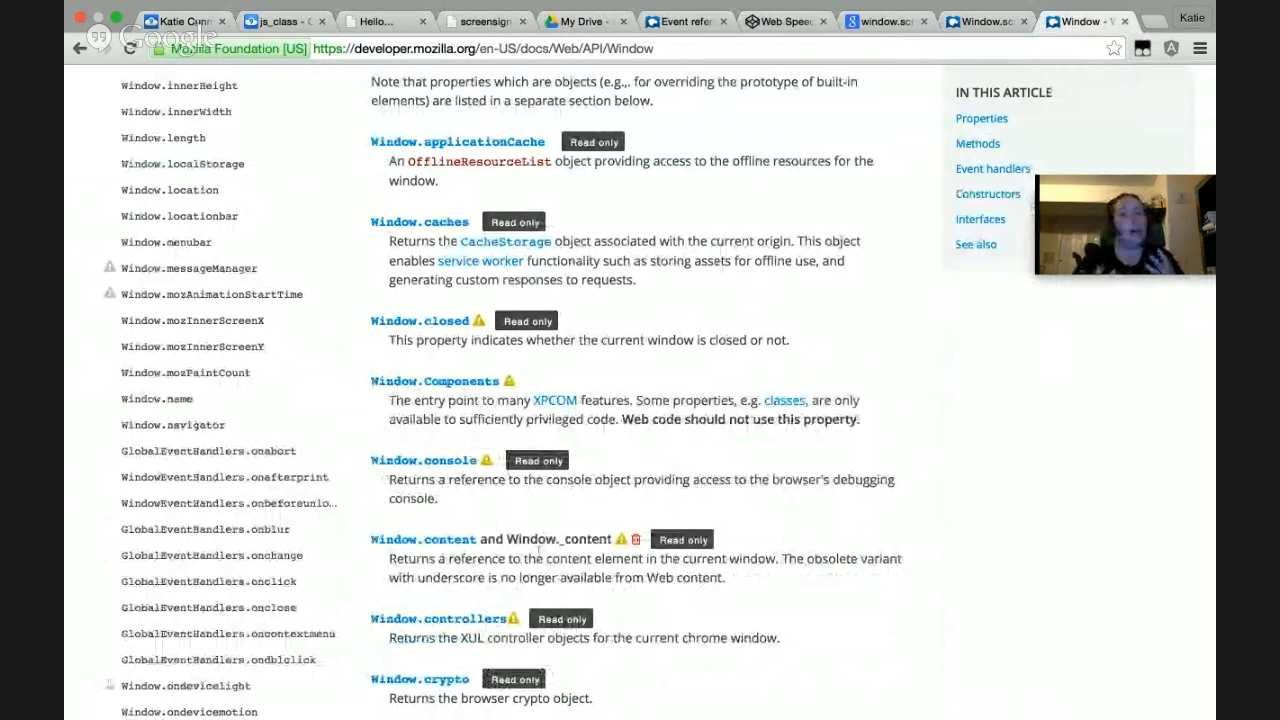 Katie Cunn
js_class - G
Hello...
screensign
My Drive -
Event refer
Web Speec
window.scr
Window.sc
Window - W
Katie
Google
Mozilla Foundation [US]
https://developer.mozilla.org/en-US/docs/Web/API/Window
Window.innerHeight
Window.innerWidth
Window.length
Window.localStorage
Window.location
Window.locationbar
Window.menubar
Window.messageManager
Window.mozAnimationStartTime
Window.mozInnerScreenX
Window.mozInnerScreenY
Window.mozPaintCount
Window.name
Window.navigator
GlobalEventHandlers.onabort
WindowEventHandlers.onafterprint
WindowEventHandlers.onbeforeunlo...
GlobalEventHandlers.onblur
GlobalEventHandlers.onchange
GlobalEventHandlers.onclick
GlobalEventHandlers.onclose
GlobalEventHandlers.oncontextmenu
GlobalEventHandlers.ondblclick
Window.ondevicelight
Window.ondevicemotion
Note that properties which are objects (e.g.,. for overriding the prototype of built-in
elements) are listed in a separate section below.
Window.applicationCache Read only
An OfflineResourceList object providing access to the offline resources for the
window.
Window.caches Read only
Returns the CacheStorage object associated with the current origin. This object
enables service worker functionality such as storing assets for offline use, and
generating custom responses to requests.
Window.closed Read only
This property indicates whether the current window is closed or not.
Window.Components
The entry point to many XPCOM features. Some properties, e.g. classes, are only
available to sufficiently privileged code. Web code should not use this property.
Window.console Read only
Returns a reference to the console object providing access to the browser's debugging
console.
Window.content and Window._content Read only
Returns a reference to the content element in the current window. The obsolete variant
with underscore is no longer available from Web content.
Window.controllers Read only
Returns the XUL controller objects for the current chrome window.
Window.crypto Read only
Returns the browser crypto object.
IN THIS ARTICLE
Properties
Methods
Event handlers
Constructors
Interfaces
See also